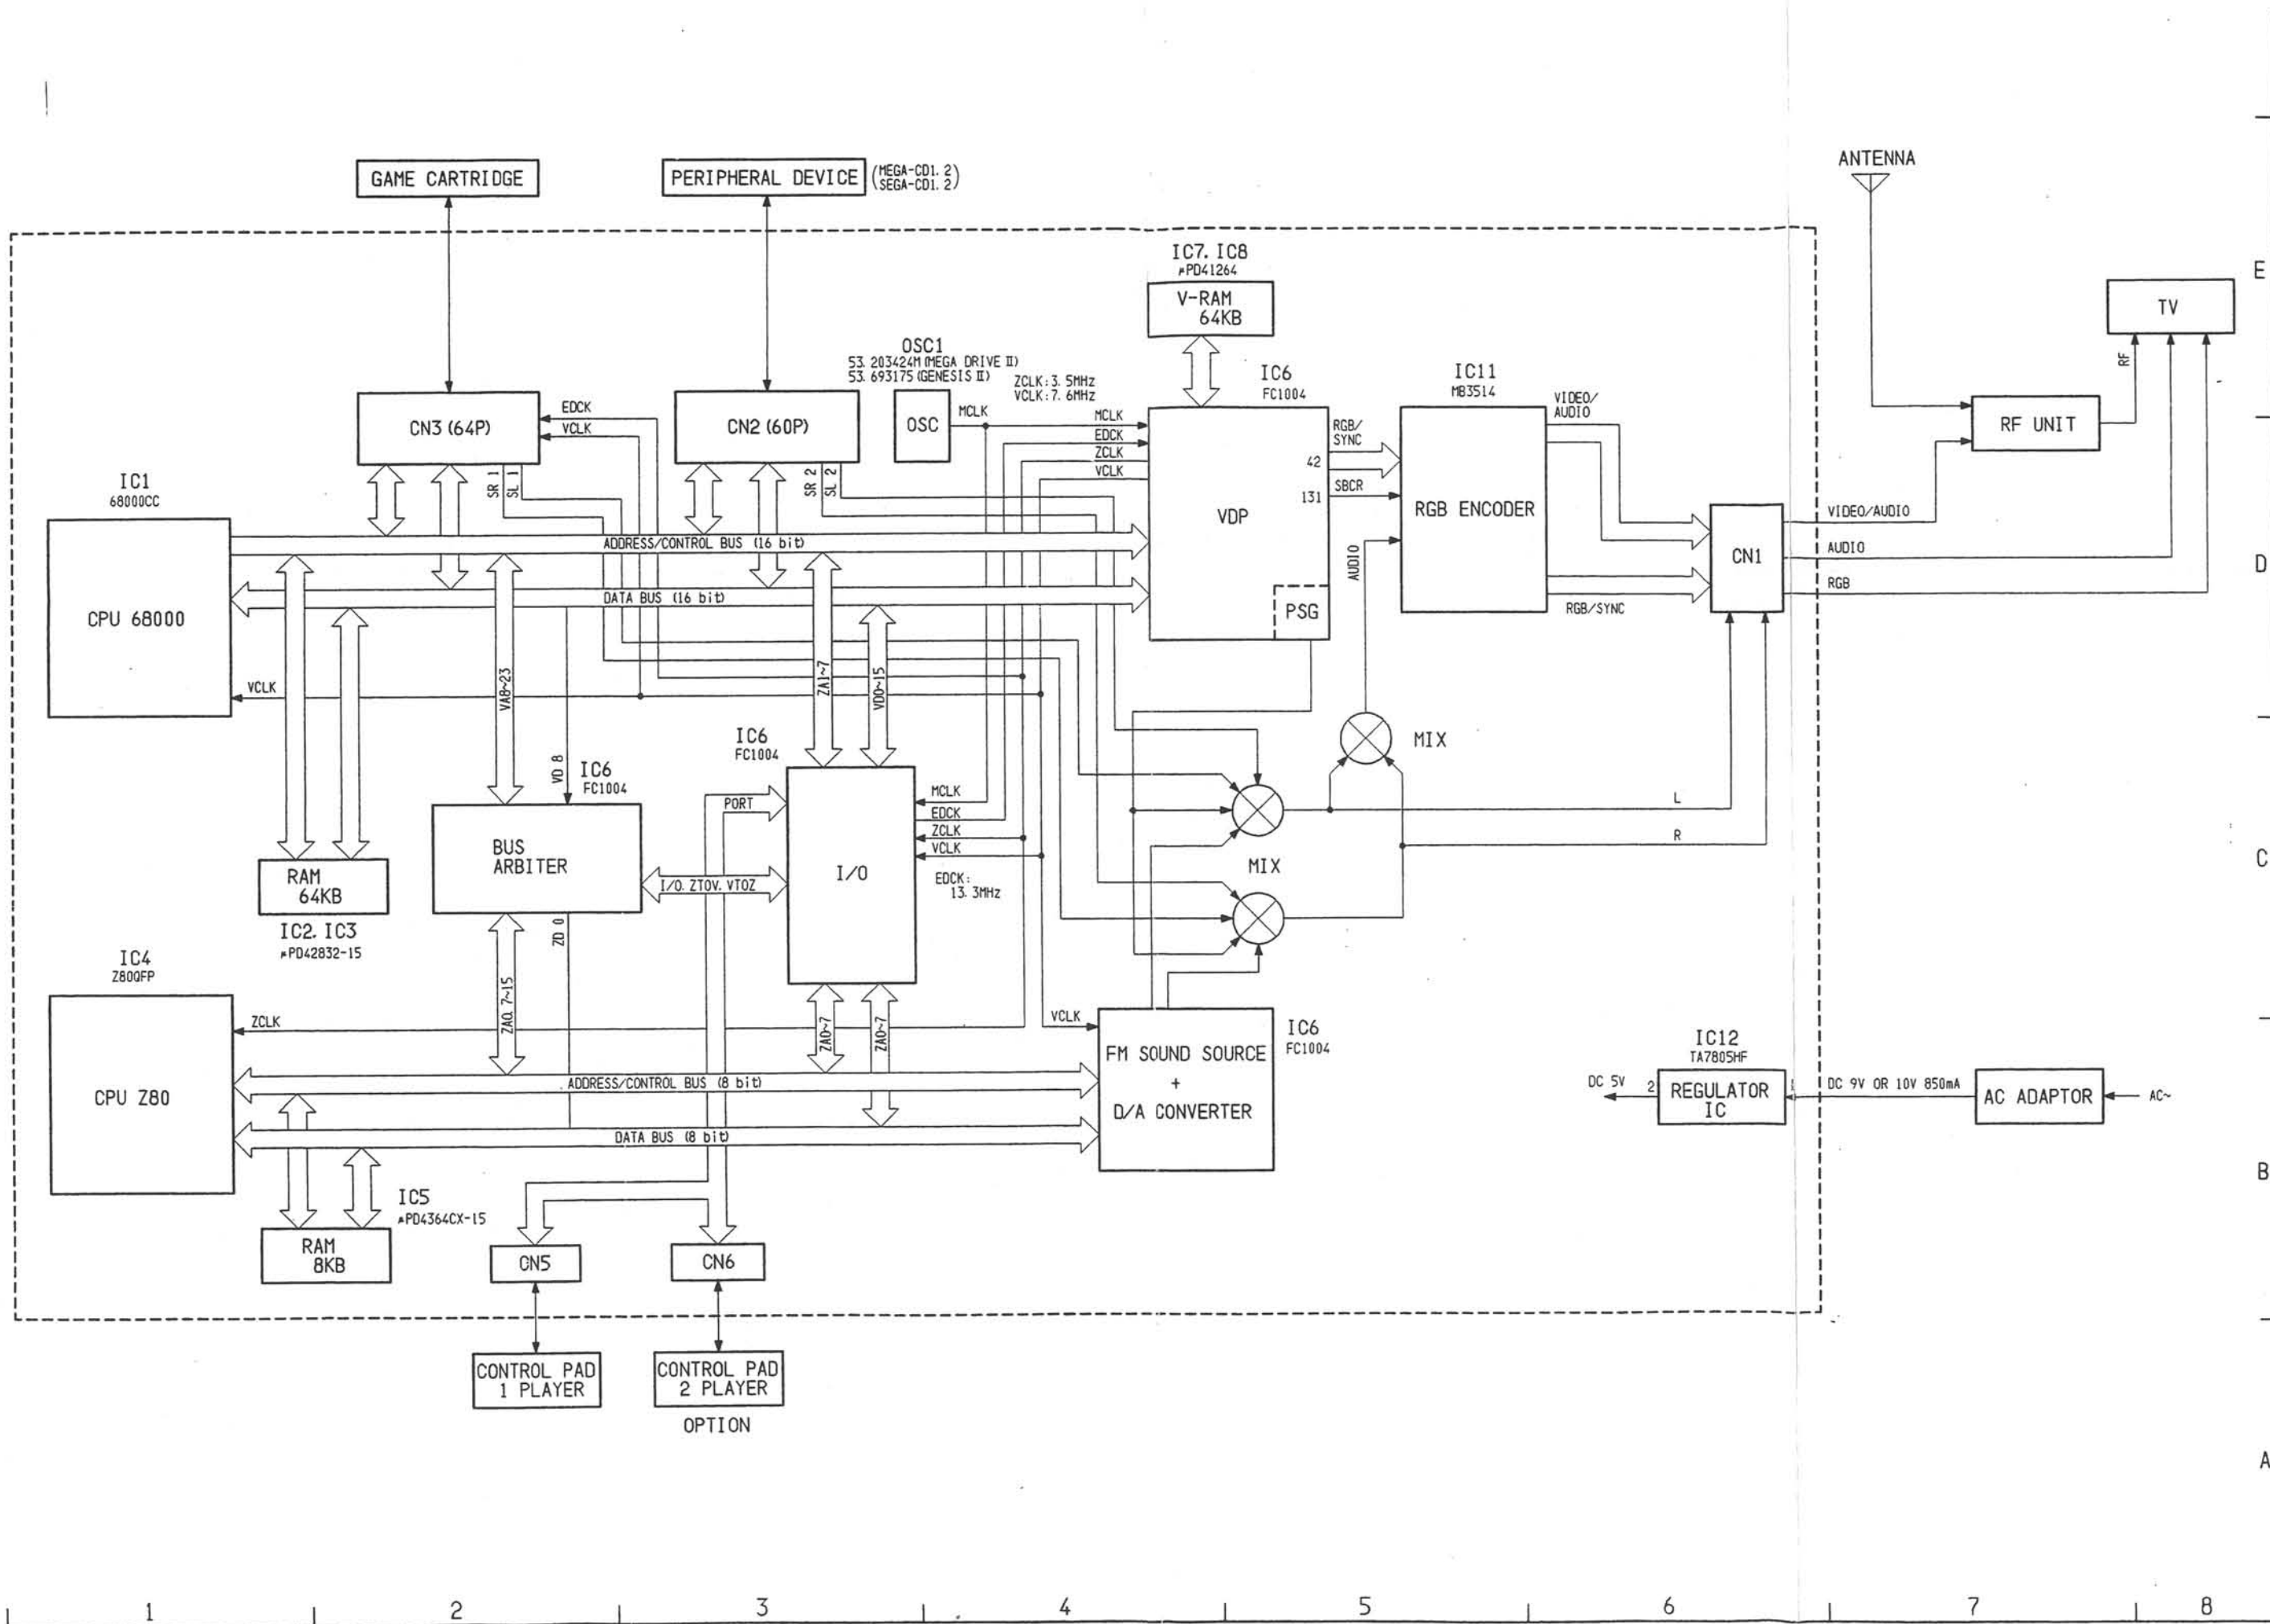 GAME CARTRIDGE
PERIPHERAL DEVICE
(MEGA-CD1. 2)
(SEGA-CD1. 2)
ANTENNA
E
IC7. IC8
μPD41264
V-RAM
64KB
TV
RF
OSC1
53. 203424M (MEGA DRIVE II)
53. 693175 (GENESIS II)
ZCLK:3. 5MHz
VCLK:7. 6MHz
OSC
MCLK
IC6
FC1004
IC11
MB3514
VIDEO/
AUDIO
CN3 (64P)
EDCK
VCLK
CN2 (60P)
MCLK
EDCK
ZCLK
VCLK
RGB/
SYNC
42
131
SBCR
RF UNIT
SR 1
SL 1
SR 2
SL 2
IC1
68000CC
VDP
RGB ENCODER
VIDEO/AUDIO
AUDIO
RGB
CN1
D
ADDRESS/CONTROL BUS (16 bit)
DATA BUS (16 bit)
CPU 68000
VCLK
PSG
AUDIO
RGB/SYNC
VA8~23
ZA1~7
VD0~15
MIX
VD 8
IC6
FC1004
IC6
FC1004
PORT
MCLK
EDCK
ZCLK
VCLK
EDCK:
13. 3MHz
L
R
BUS
ARBITER
I/O
I/O. ZTOV. VTOZ
MIX
C
RAM
64KB
IC2. IC3
μPD42832-15
ZD 0
IC4
Z80QFP
ZCLK
ZA0. 7~15
ZA0~7
ZA0~7
VCLK
IC6
FC1004
FM SOUND SOURCE
+
D/A CONVERTER
IC12
TA7805HF
DC 5V
2
REGULATOR
IC
1
DC 9V OR 10V 850mA
AC ADAPTOR
AC~
CPU Z80
ADDRESS/CONTROL BUS (8 bit)
DATA BUS (8 bit)
B
IC5
μPD4364CX-15
RAM
8KB
CN5
CN6
CONTROL PAD
1 PLAYER
CONTROL PAD
2 PLAYER
OPTION
A
1
2
3
4
5
6
7
8